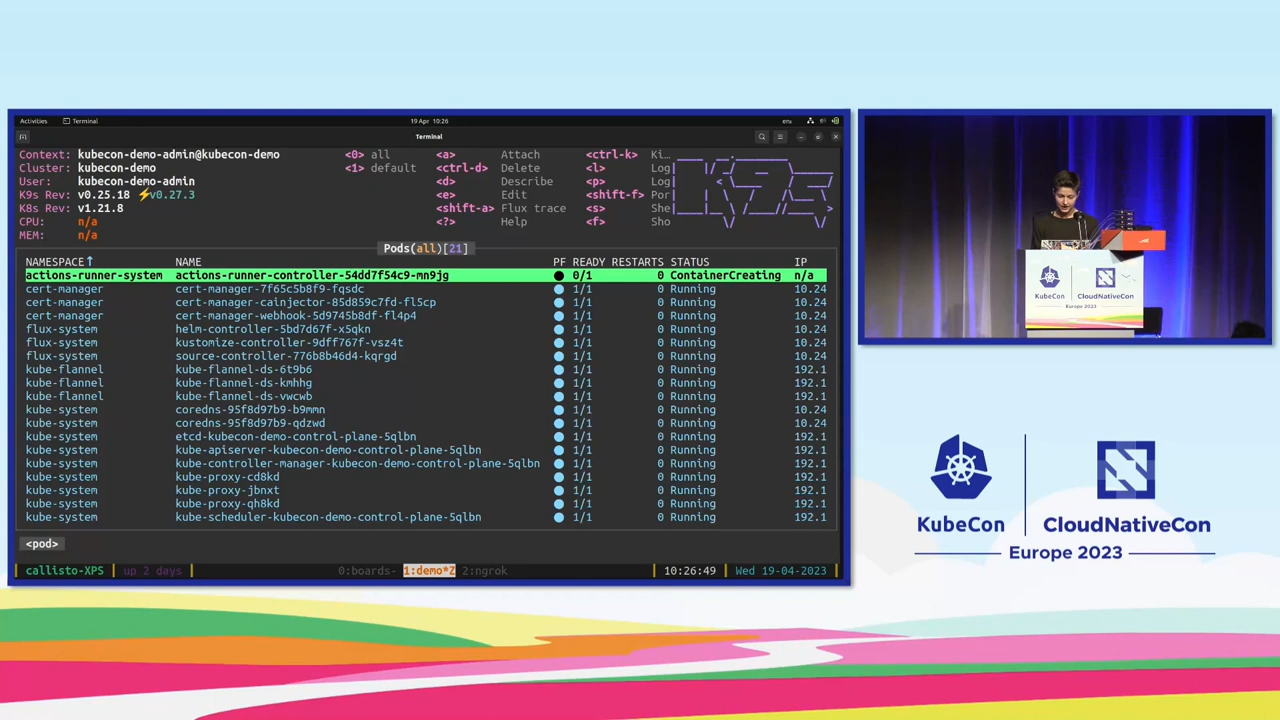 Activities Terminal 19 Apr 10:26 en₁
Terminal
Context: kubecon-demo-admin@kubecon-demo <0> all <a> Attach <ctrl-k> Ki…
Cluster: kubecon-demo <1> default <ctrl-d> Delete <l> Log
User: kubecon-demo-admin <d> Describe <p> Log
K9s Rev: v0.25.18 ⚡v0.27.3 <e> Edit <shift-f> Por
K8s Rev: v1.21.8 <shift-a> Flux trace <s> She
CPU: n/a <?> Help <f> Sho
MEM: n/a
Pods(all)[21]
NAMESPACE↑ NAME PF READY RESTARTS STATUS IP
actions-runner-system actions-runner-controller-54dd7f54c9-mn9jg ● 0/1 0 ContainerCreating n/a
cert-manager cert-manager-7f65c5b8f9-fqsdc ● 1/1 0 Running 10.24
cert-manager cert-manager-cainjector-85d859c7fd-fl5cp ● 1/1 0 Running 10.24
cert-manager cert-manager-webhook-5d9745b8df-fl4p4 ● 1/1 0 Running 10.24
flux-system helm-controller-5bd7d67f-x5qkn ● 1/1 0 Running 10.24
flux-system kustomize-controller-9dff767f-vsz4t ● 1/1 0 Running 10.24
flux-system source-controller-776b8b46d4-kqrgd ● 1/1 0 Running 10.24
kube-flannel kube-flannel-ds-6t9b6 ● 1/1 0 Running 192.1
kube-flannel kube-flannel-ds-kmhhg ● 1/1 0 Running 192.1
kube-flannel kube-flannel-ds-vwcwb ● 1/1 0 Running 192.1
kube-system coredns-95f8d97b9-b9mmn ● 1/1 0 Running 10.24
kube-system coredns-95f8d97b9-qdzwd ● 1/1 0 Running 10.24
kube-system etcd-kubecon-demo-control-plane-5qlbn ● 1/1 0 Running 192.1
kube-system kube-apiserver-kubecon-demo-control-plane-5qlbn ● 1/1 0 Running 192.1
kube-system kube-controller-manager-kubecon-demo-control-plane-5qlbn ● 1/1 0 Running 192.1
kube-system kube-proxy-cd8kd ● 1/1 0 Running 192.1
kube-system kube-proxy-jbnxt ● 1/1 0 Running 192.1
kube-system kube-proxy-qh8kd ● 1/1 0 Running 192.1
kube-system kube-scheduler-kubecon-demo-control-plane-5qlbn ● 1/1 0 Running 192.1
<pod>
callisto-XPS | up 2 days | 0:boards- 1:demo*Z 2:ngrok | 10:26:49 | Wed 19-04-2023
KubeCon CloudNativeCon
Europe 2023
KubeCon CloudNativeCon
Europe 2023